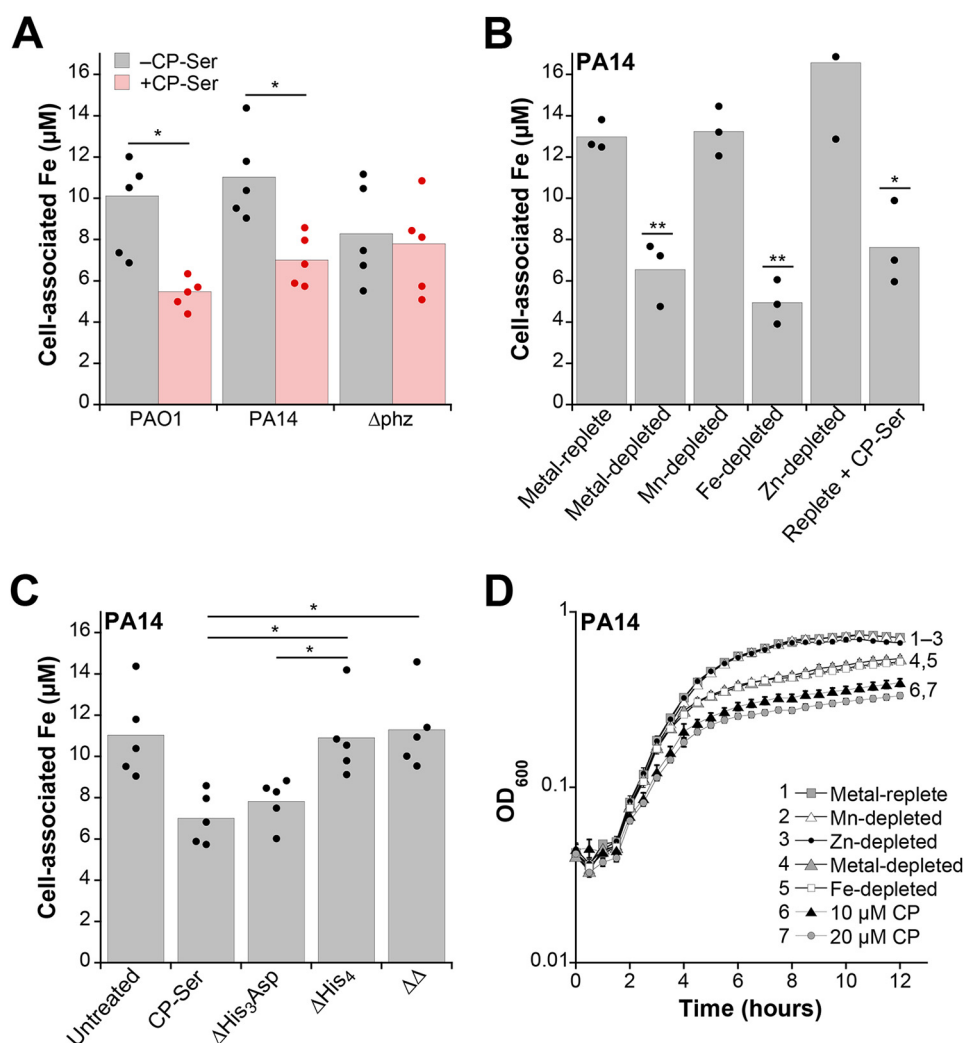 A
–CP-Ser
+CP-Ser
Cell-associated Fe (µM)
16
14
12
10
8
6
4
2
0
*
*
PAO1
PA14
Δphz
B
PA14
Cell-associated Fe (µM)
16
14
12
10
8
6
4
2
0
**
**
*
Metal-replete
Metal-depleted
Mn-depleted
Fe-depleted
Zn-depleted
Replete + CP-Ser
C
PA14
Cell-associated Fe (µM)
16
14
12
10
8
6
4
2
0
*
*
*
Untreated
CP-Ser
ΔHis₃Asp
ΔHis₄
ΔΔ
D
PA14
OD₆₀₀
1
0.1
0.01
1–3
4,5
6,7
1 Metal-replete
2 Mn-depleted
3 Zn-depleted
4 Metal-depleted
5 Fe-depleted
6 10 µM CP
7 20 µM CP
0 2 4 6 8 10 12
Time (hours)